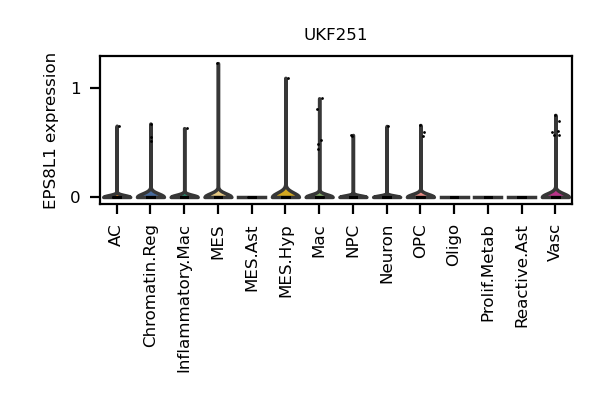 UKF251
EPS8L1 expression
1
0
AC
Chromatin.Reg
Inflammatory.Mac
MES
MES.Ast
MES.Hyp
Mac
NPC
Neuron
OPC
Oligo
Prolif.Metab
Reactive.Ast
Vasc